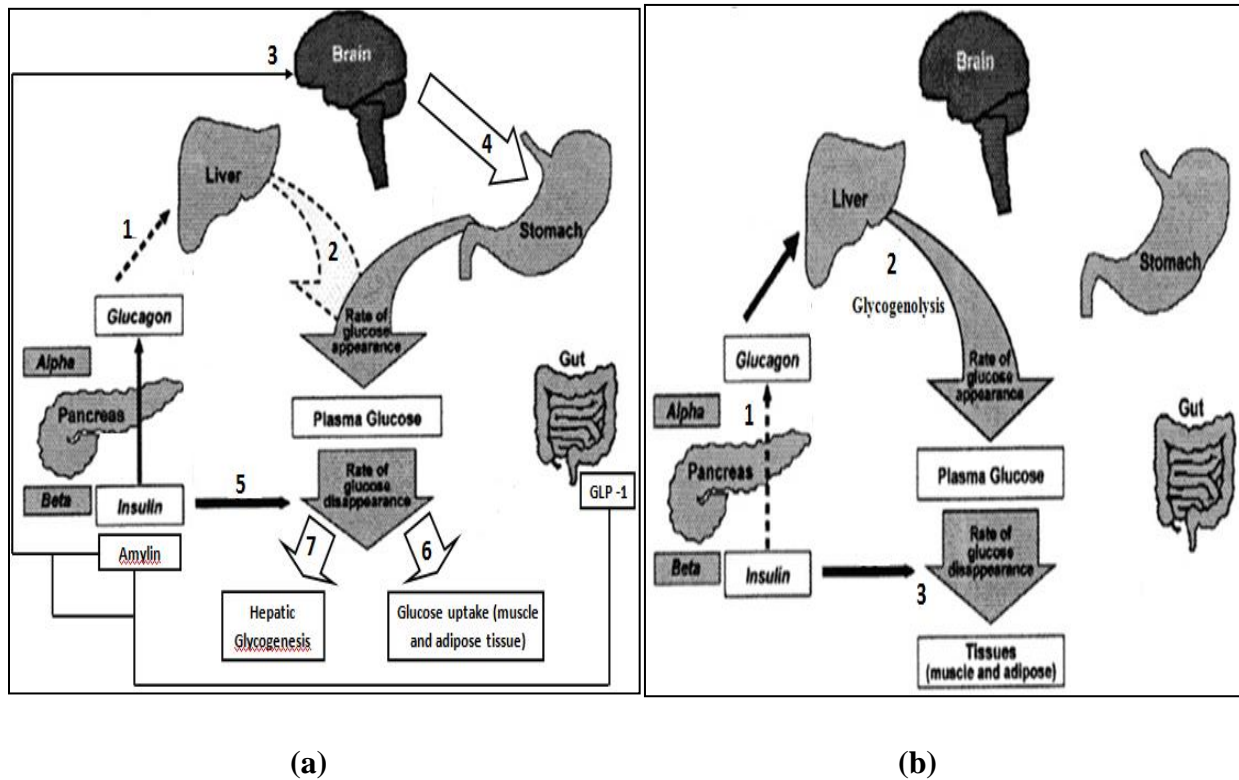 3
Brain
4
Liver
Stomach
1
2
Glucagon
Rate of
glucose
appearance
Alpha
Pancreas
Plasma Glucose
Gut
Beta
Insulin
5
Rate of
glucose
disappearance
GLP -1
Amylin
7
6
Hepatic
Glycogenesis
Glucose uptake (muscle
and adipose tissue)
(a)
Brain
Liver
Stomach
2
Glycogenolysis
Glucagon
Rate of
glucose
appearance
Alpha
1
Pancreas
Plasma Glucose
Gut
Beta
Insulin
Rate of
glucose
disappearance
3
Tissues
(muscle and adipose)
(b)